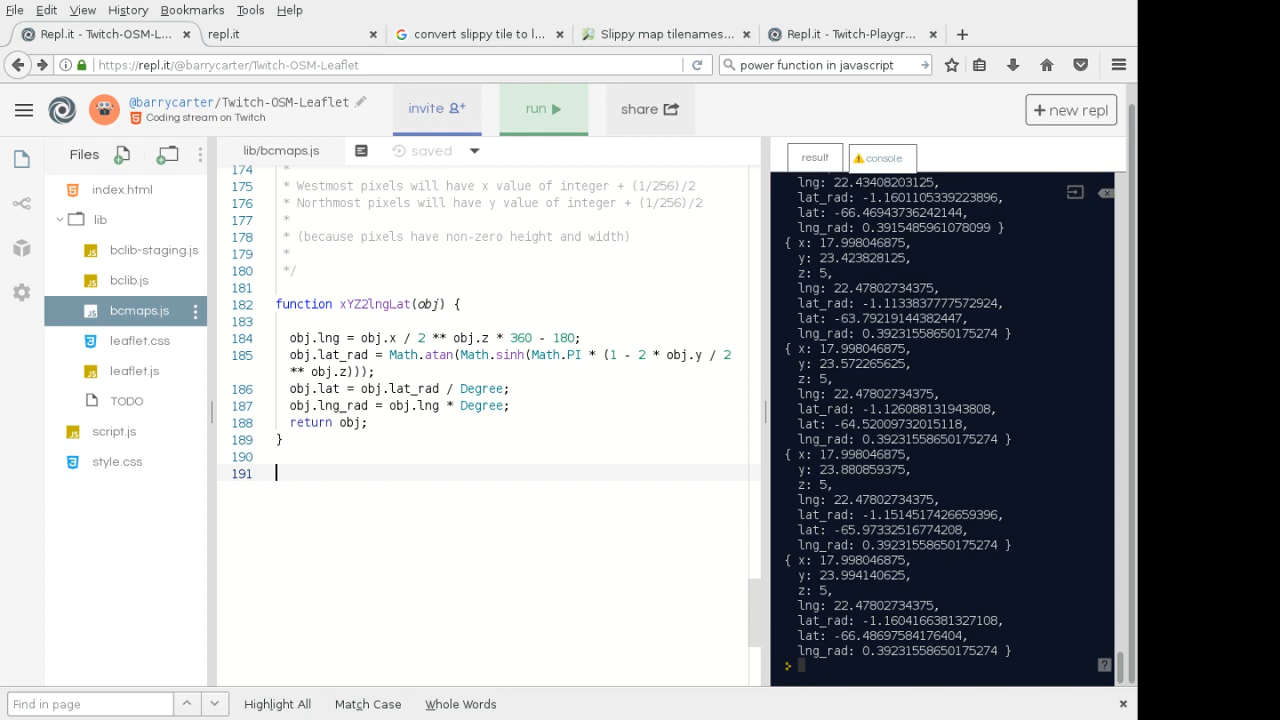 File Edit View History Bookmarks Tools Help
Repl.it - Twitch-OSM-L... × repl.it × convert slippy tile to l... × Slippy map tilenames... × Repl.it - Twitch-Playgr... × +
https://repl.it/@barrycarter/Twitch-OSM-Leaflet power function in javascript
@barrycarter/Twitch-OSM-Leaflet
Coding stream on Twitch
invite run share + new repl
Files lib/bcmaps.js saved result console
index.html
lib
bclib-staging.js
bclib.js
bcmaps.js
leaflet.css
leaflet.js
TODO
script.js
style.css
174 *
175 * Westmost pixels will have x value of integer + (1/256)/2
176 * Northmost pixels will have y value of integer + (1/256)/2
177 *
178 * (because pixels have non-zero height and width)
179 *
180 */
181
182 function xYZ2lngLat(obj) {
183
184 obj.lng = obj.x / 2 ** obj.z * 360 - 180;
185 obj.lat_rad = Math.atan(Math.sinh(Math.PI * (1 - 2 * obj.y / 2
** obj.z)));
186 obj.lat = obj.lat_rad / Degree;
187 obj.lng_rad = obj.lng * Degree;
188 return obj;
189 }
190
191
lng: 22.43408203125,
lat_rad: -1.1601105339223896,
lat: -66.46943736242144,
lng_rad: 0.3915485961078099 }
{ x: 17.998046875,
y: 23.423828125,
z: 5,
lng: 22.47802734375,
lat_rad: -1.1133837777572924,
lat: -63.79219144382447,
lng_rad: 0.39231558650175274 }
{ x: 17.998046875,
y: 23.572265625,
z: 5,
lng: 22.47802734375,
lat_rad: -1.126088131943808,
lat: -64.52009732015118,
lng_rad: 0.39231558650175274 }
{ x: 17.998046875,
y: 23.880859375,
z: 5,
lng: 22.47802734375,
lat_rad: -1.1514517426659396,
lat: -65.97332516774208,
lng_rad: 0.39231558650175274 }
{ x: 17.998046875,
y: 23.994140625,
z: 5,
lng: 22.47802734375,
lat_rad: -1.1604166381327108,
lat: -66.48697584176404,
lng_rad: 0.39231558650175274 }
> ?
Find in page Highlight All Match Case Whole Words ×